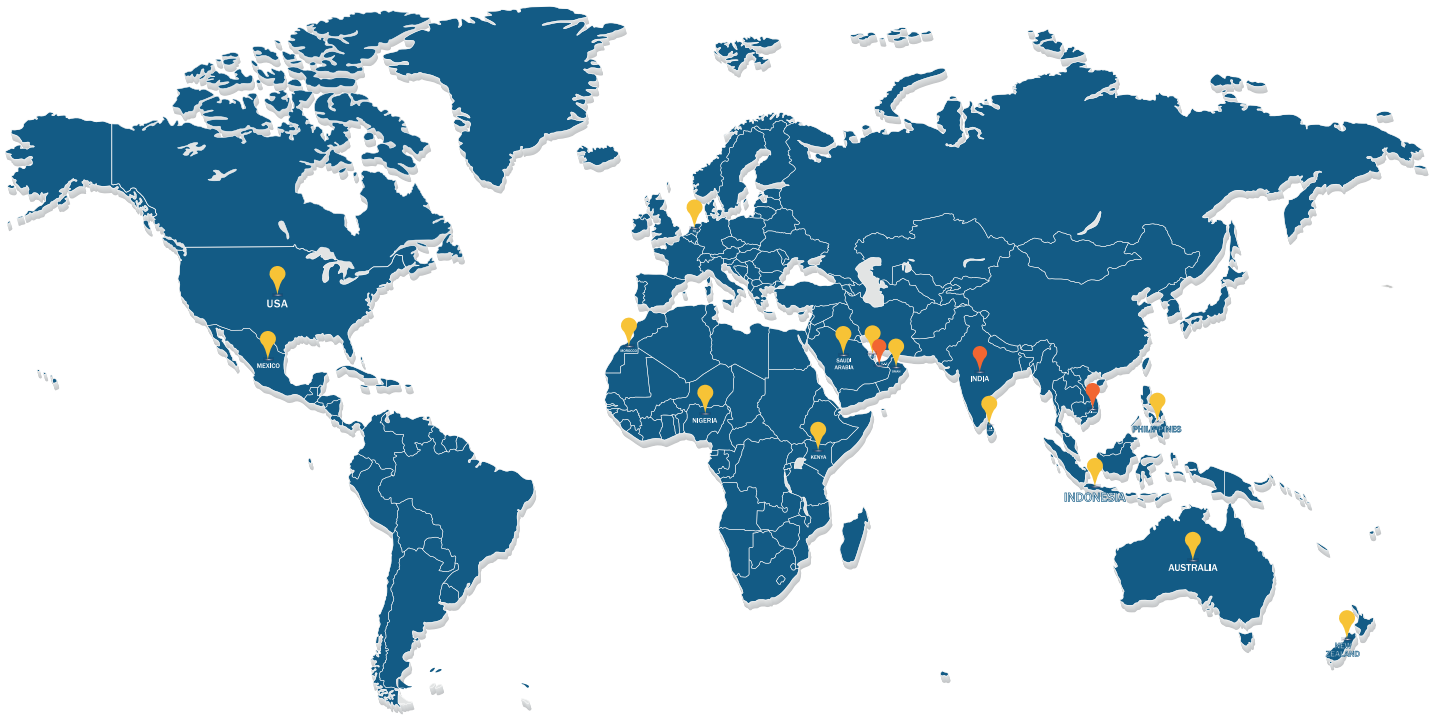 USA
MEXICO
MOROCCO
NIGERIA
KENYA
SAUDI
ARABIA
INDIA
PHILIPPINES
INDONESIA
AUSTRALIA
NEW
ZEALAND